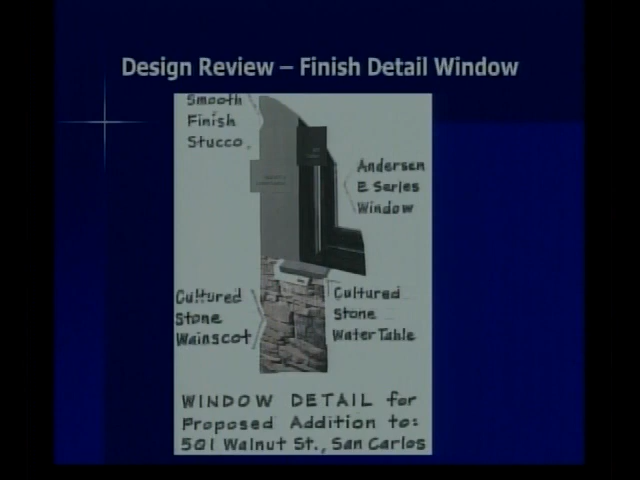 Design Review – Finish Detail Window
Smooth
Finish
Stucco
Andersen
E Series
Window
Cultured
Stone
Wainscot
Cultured
Stone
Water Table
WINDOW DETAIL for
Proposed Addition to:
501 Walnut St., San Carlos